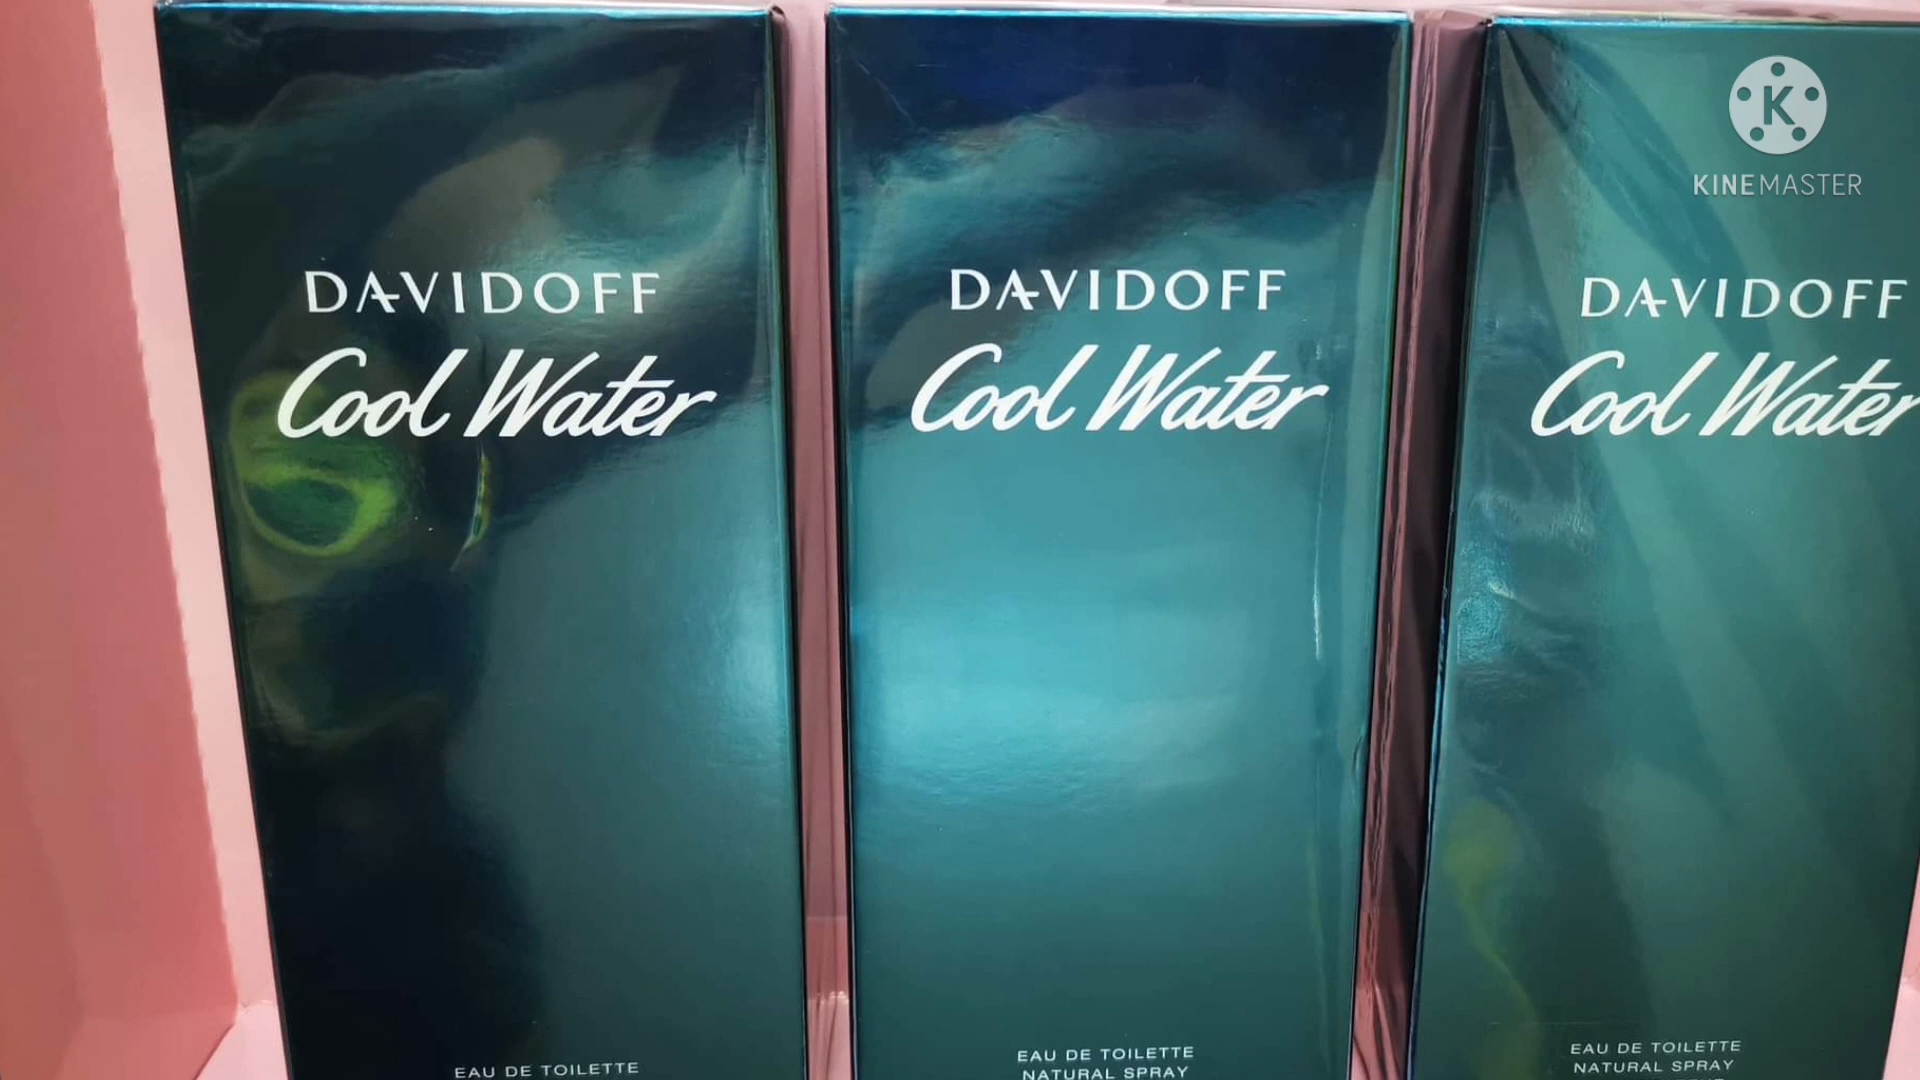 DAVIDOFF
Cool Water
EAU DE TOILETTE
DAVIDOFF
Cool Water
EAU DE TOILETTE
NATURAL SPRAY
DAVIDOFF
Cool Water
EAU DE TOILETTE
NATURAL SPRAY
K
KINEMASTER